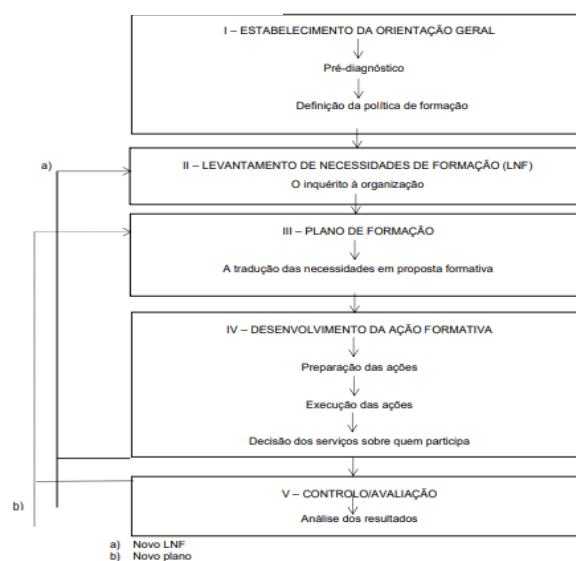 I – ESTABELECIMENTO DA ORIENTAÇÃO GERAL
Pré-diagnóstico
Definição da política de formação
a)
II – LEVANTAMENTO DE NECESSIDADES DE FORMAÇÃO (LNF)
O inquérito à organização
III – PLANO DE FORMAÇÃO
A tradução das necessidades em proposta formativa
IV – DESENVOLVIMENTO DA AÇÃO FORMATIVA
Preparação das ações
Execução das ações
Decisão dos serviços sobre quem participa
V – CONTROLO/AVALIAÇÃO
b)
Análise dos resultados
a) Novo LNF
b) Novo plano